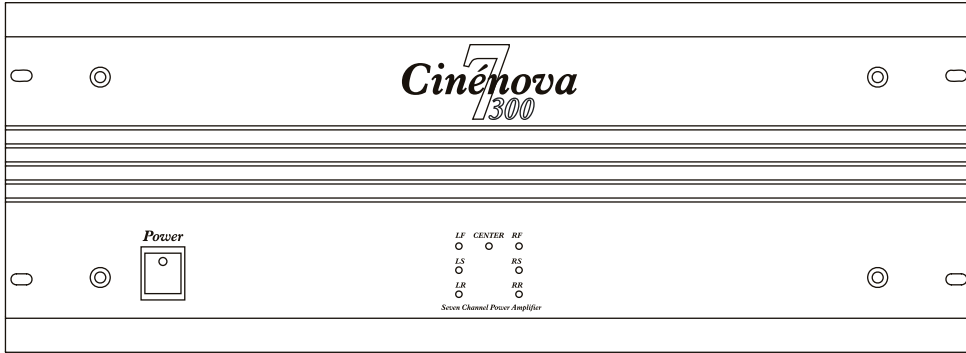 Cinénova
7
300
Power
LF CENTER RF
LS RS
LR RR
Seven Channel Power Amplifier